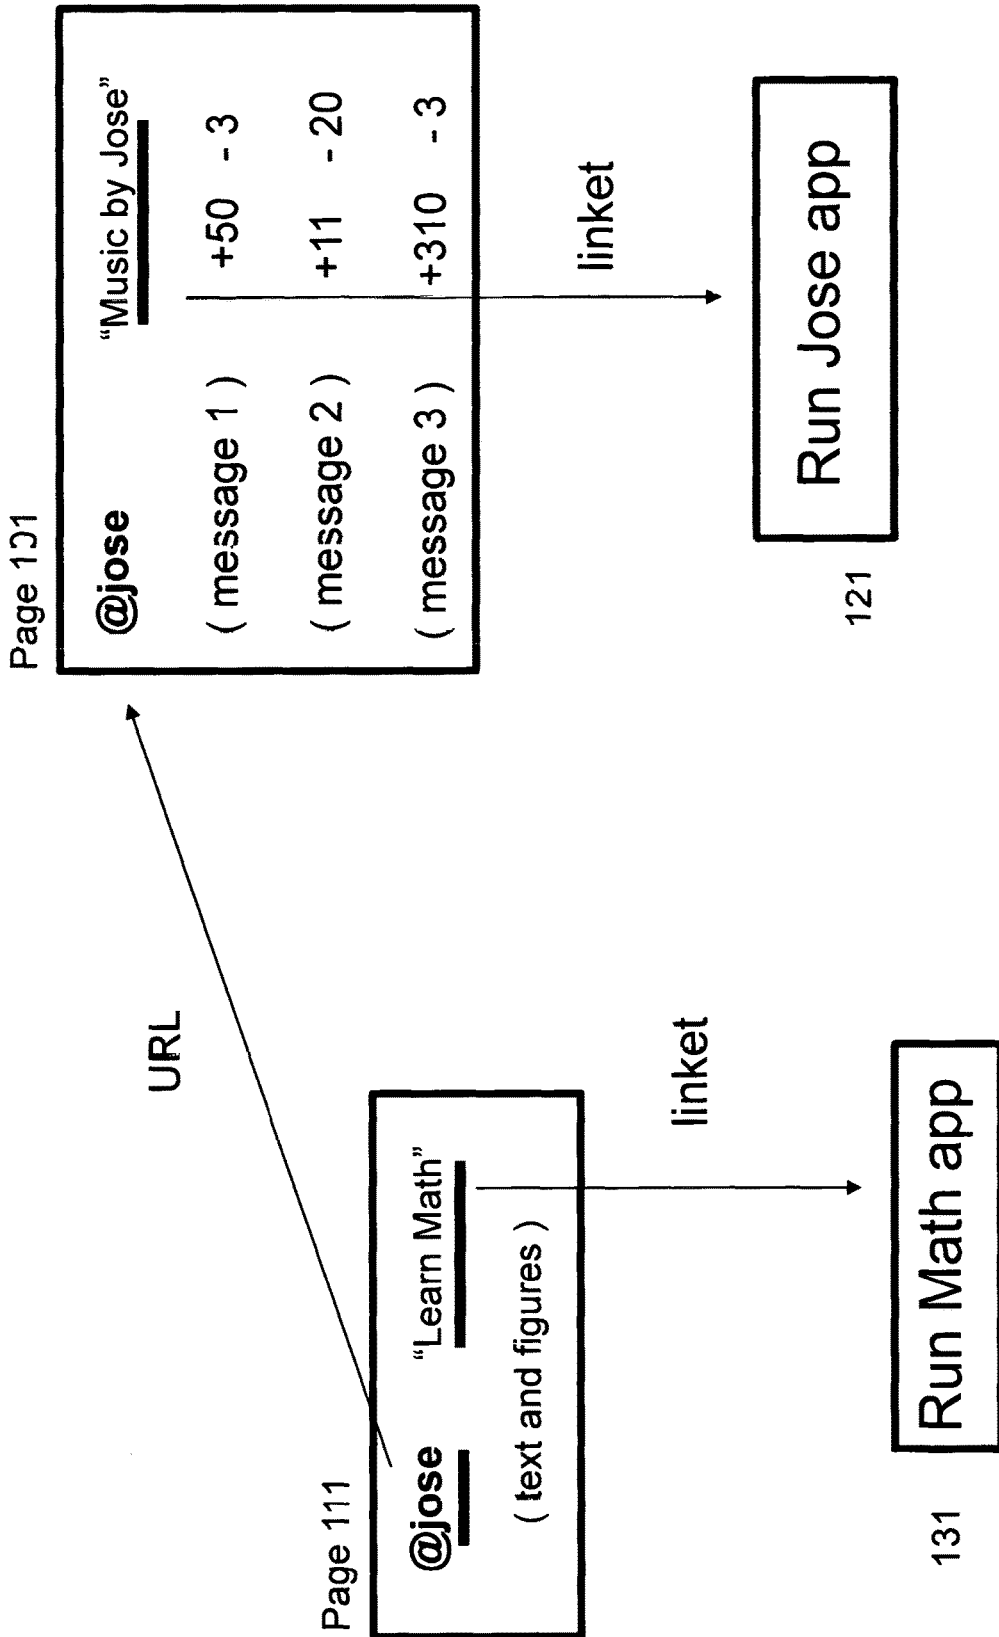 Page 101
@jose “Music by Jose”
( message 1 ) +50 - 3
( message 2 ) +11 - 20
( message 3 ) +310 - 3
URL
linket
121
Run Jose app
Page 111
@jose “Learn Math”
( text and figures )
linket
131
Run Math app